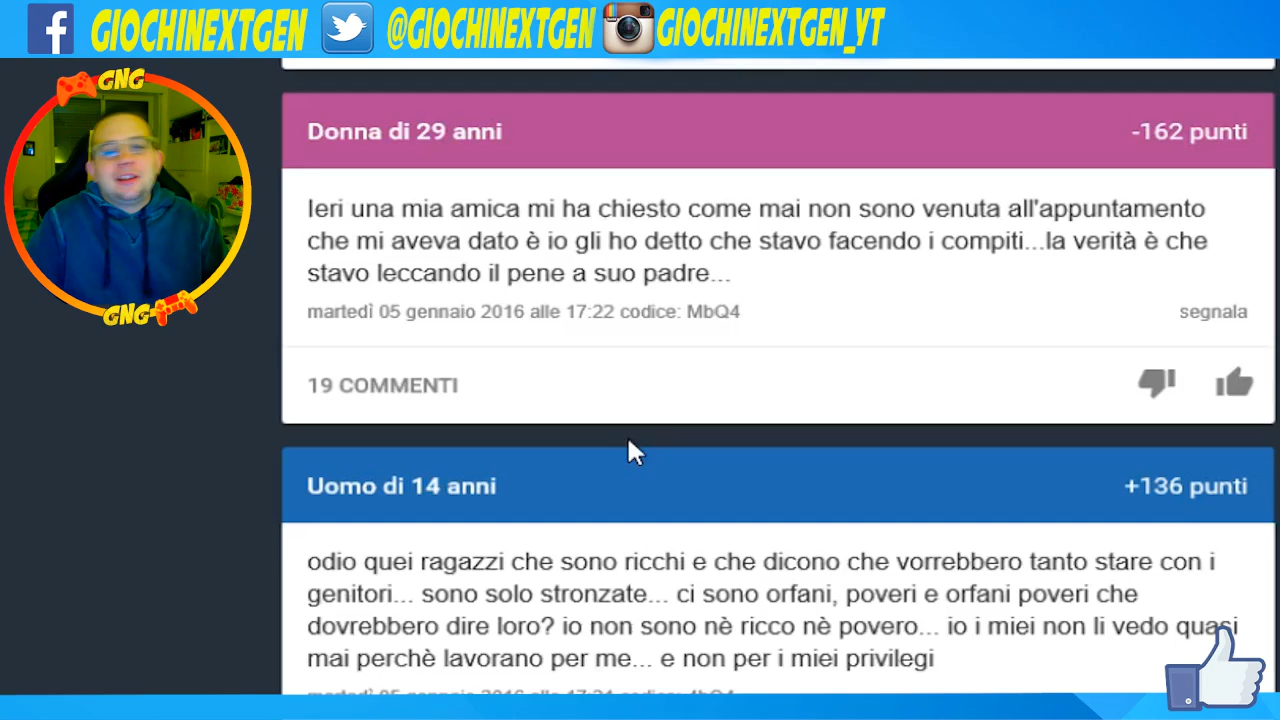 GIOCHINEXTGEN @GIOCHINEXTGEN GIOCHINEXTGEN_YT
GNG
GNG
Donna di 29 anni -162 punti
Ieri una mia amica mi ha chiesto come mai non sono venuta all'appuntamento
che mi aveva dato è io gli ho detto che stavo facendo i compiti...la verità è che
stavo leccando il pene a suo padre...
martedì 05 gennaio 2016 alle 17:22 codice: MbQ4 segnala
19 COMMENTI
Uomo di 14 anni +136 punti
odio quei ragazzi che sono ricchi e che dicono che vorrebbero tanto stare con i
genitori... sono solo stronzate... ci sono orfani, poveri e orfani poveri che
dovrebbero dire loro? io non sono nè ricco nè povero... io i miei non li vedo quasi
mai perchè lavorano per me... e non per i miei privilegi
martedì 05 gennaio 2016 alle